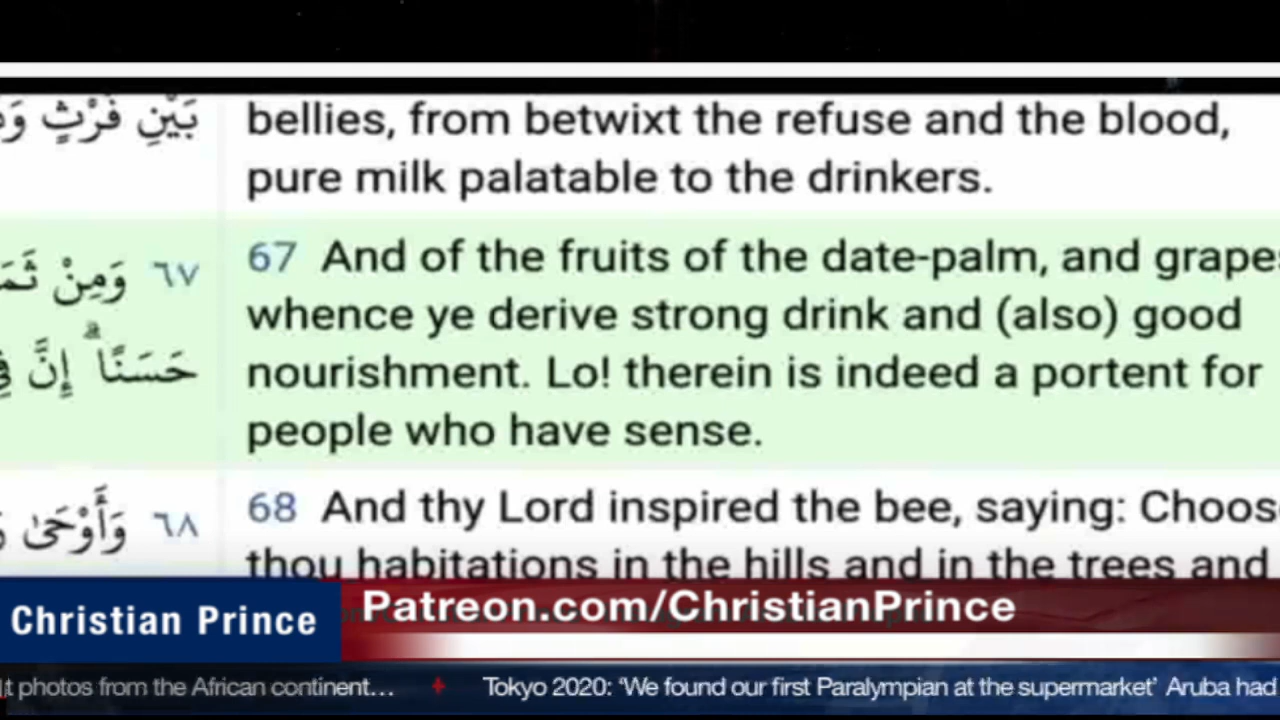 بَيْنِ فَرْثٍ bellies, from betwixt the refuse and the blood,
pure milk palatable to the drinkers.
٦٧ وَمِنْ 67 And of the fruits of the date-palm, and grapes
whence ye derive strong drink and (also) good
حَسَنًا ۗ إِنَّ nourishment. Lo! therein is indeed a portent for
people who have sense.
٦٨ وَأَوْحَىٰ 68 And thy Lord inspired the bee, saying: Choose
thou habitations in the hills and in the trees and
Christian Prince Patreon.com/ChristianPrince
photos from the African continent... Tokyo 2020: ‘We found our first Paralympian at the supermarket’ Aruba had